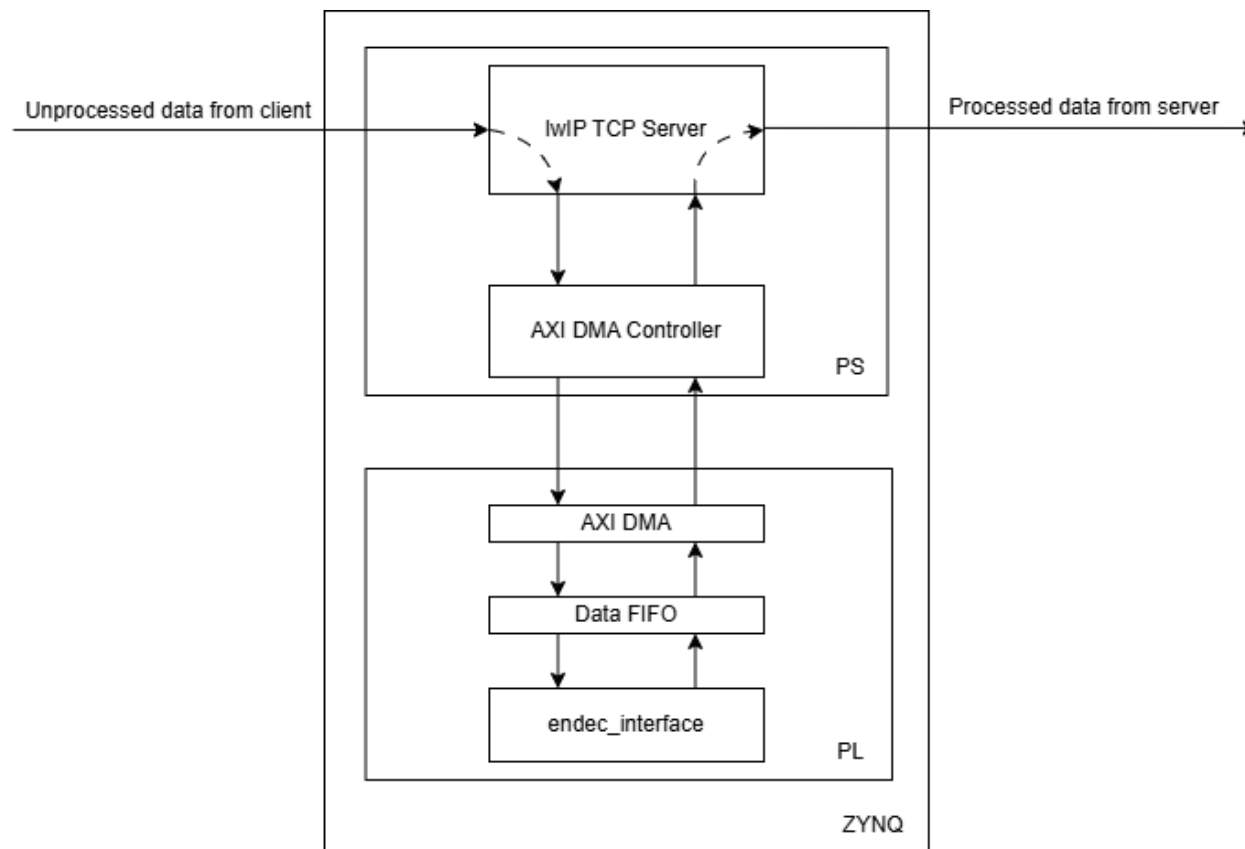 Unprocessed data from client
Processed data from server
lwIP TCP Server
AXI DMA Controller
PS
AXI DMA
Data FIFO
endec_interface
PL
ZYNQ